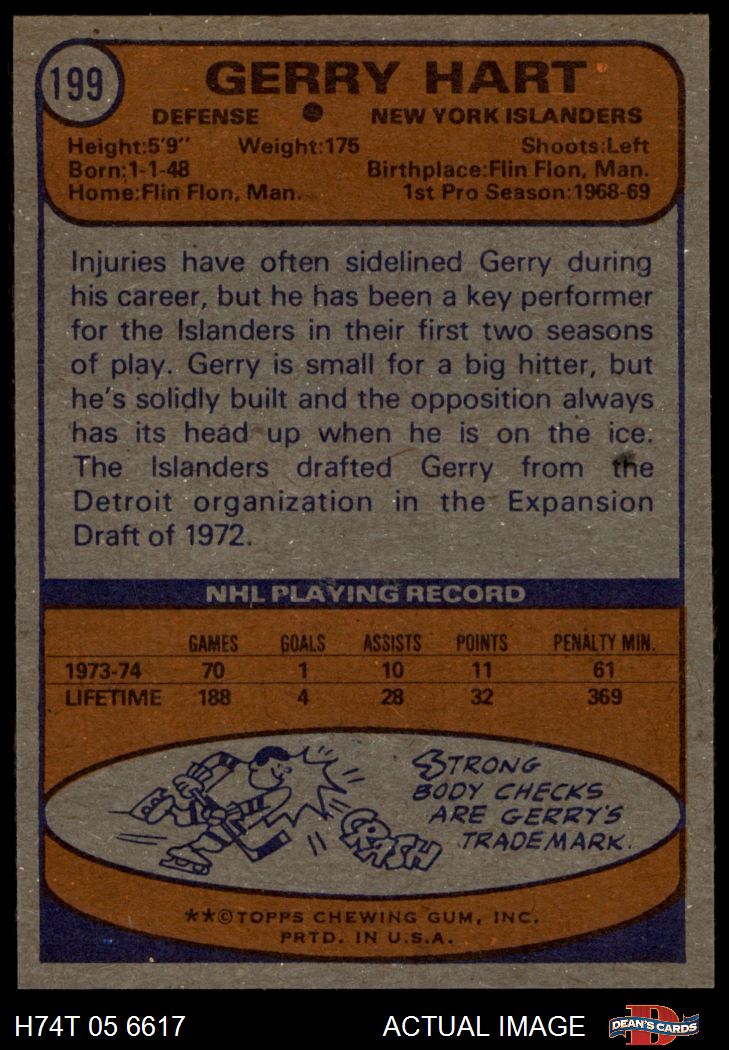 199
GERRY HART
DEFENSE NEW YORK ISLANDERS
Height:5'9" Weight:175 Shoots:Left
Born:1-1-48 Birthplace:Flin Flon, Man.
Home:Flin Flon, Man. 1st Pro Season:1968-69
Injuries have often sidelined Gerry during
his career, but he has been a key performer
for the Islanders in their first two seasons
of play. Gerry is small for a big hitter, but
he's solidly built and the opposition always
has its head up when he is on the ice.
The Islanders drafted Gerry from the
Detroit organization in the Expansion
Draft of 1972.
NHL PLAYING RECORD
GAMES GOALS ASSISTS POINTS PENALTY MIN.
1973-74 70 1 10 11 61
LIFETIME 188 4 28 32 369
STRONG
BODY CHECKS
ARE GERRY'S
TRADEMARK.
CRASH
**©TOPPS CHEWING GUM, INC.
PRTD. IN U.S.A.
H74T 05 6617 ACTUAL IMAGE D DEAN'S CARDS